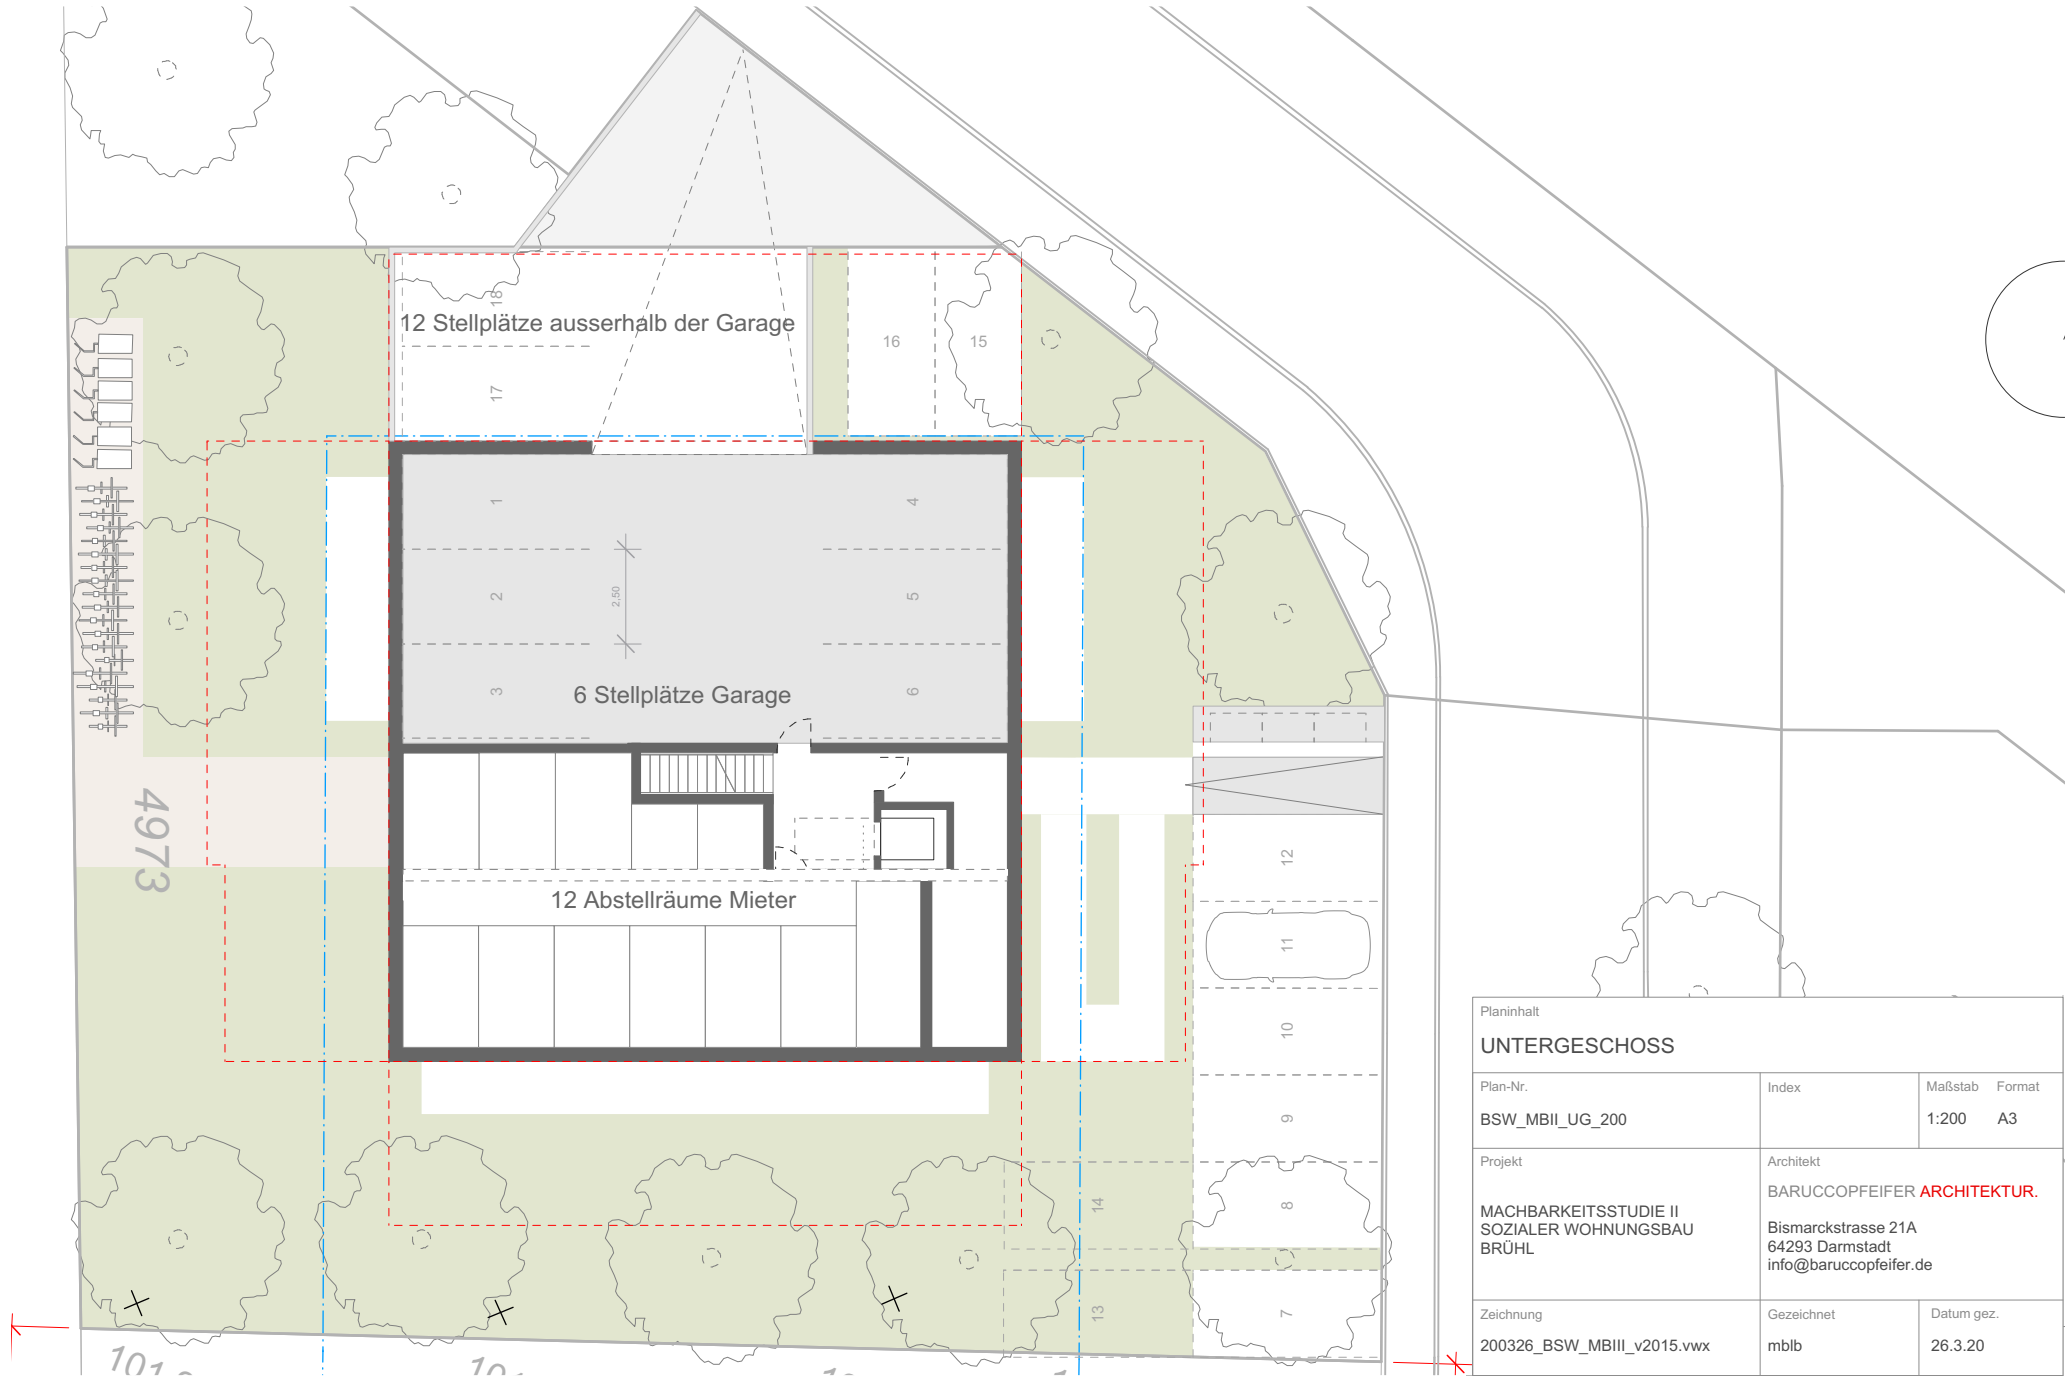 18
12 Stellplätze ausserhalb der Garage
17
16
15
1
4
2
2,50
5
3
6 Stellplätze Garage
6
4973
12
12 Abstellräume Mieter
11
10
9
14
8
13
7
Planinhalt
UNTERGESCHOSS
Plan-Nr.
BSW_MBII_UG_200
Index
Maßstab
Format
1:200
A3
Projekt
MACHBARKEITSSTUDIE II
SOZIALER WOHNUNGSBAU
BRÜHL
Architekt
BARUCCOPFEIFER ARCHITEKTUR.
Bismarckstrasse 21A
64293 Darmstadt
info@baruccopfeifer.de
Zeichnung
200326_BSW_MBIII_v2015.vwx
Gezeichnet
mblb
Datum gez.
26.3.20